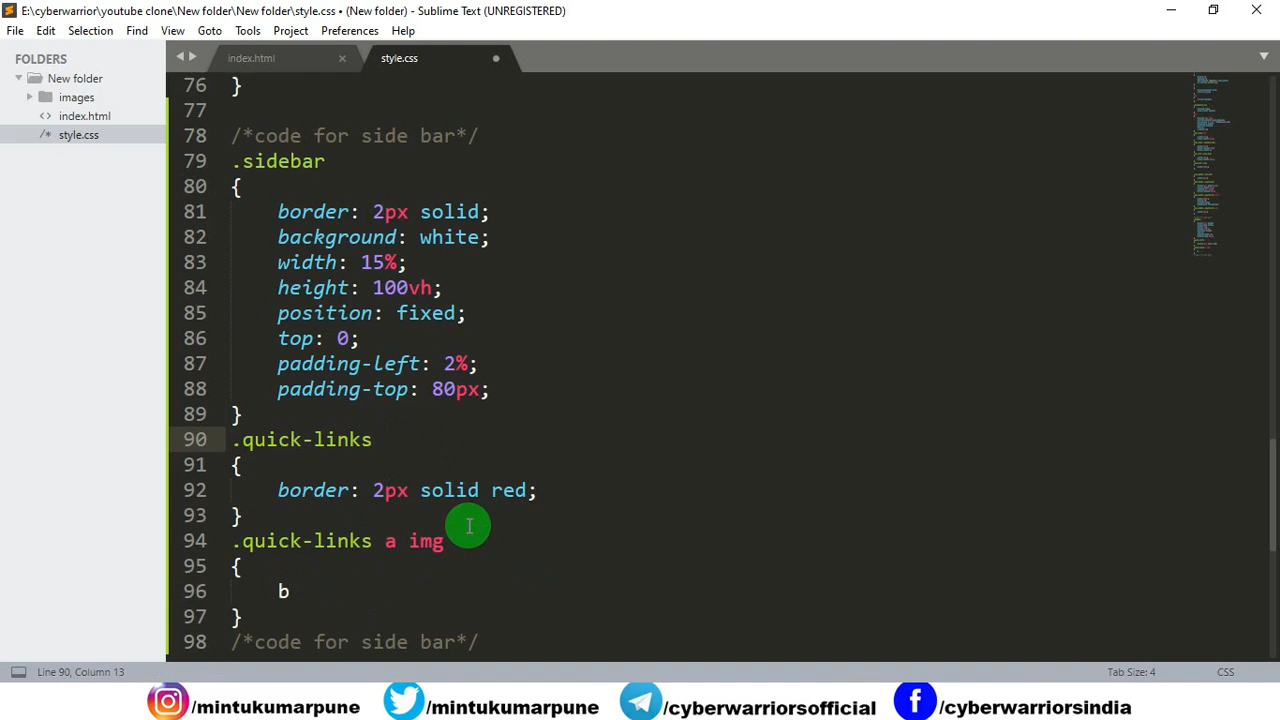 E:\cyberwarrior\youtube clone\New folder\New folder\style.css • (New folder) - Sublime Text (UNREGISTERED)
File Edit Selection Find View Goto Tools Project Preferences Help
FOLDERS
New folder
images
index.html
style.css
index.html
style.css
76 }
77
78 /*code for side bar*/
79 .sidebar
80 {
81 border: 2px solid;
82 background: white;
83 width: 15%;
84 height: 100vh;
85 position: fixed;
86 top: 0;
87 padding-left: 2%;
88 padding-top: 80px;
89 }
90 .quick-links
91 {
92 border: 2px solid red;
93 }
94 .quick-links a img
95 {
96 b
97 }
98 /*code for side bar*/
Line 90, Column 13
Tab Size: 4
CSS
/mintukumarpune /mintukumarpune /cyberwarriorsofficial /cyberwarriorsindia